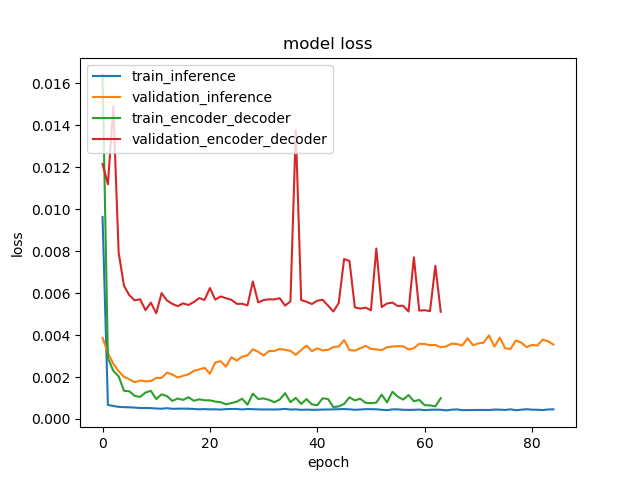 model loss
train_inference
validation_inference
train_encoder_decoder
validation_encoder_decoder
loss
0.016
0.014
0.012
0.010
0.008
0.006
0.004
0.002
0.000
0
20
40
60
80
epoch